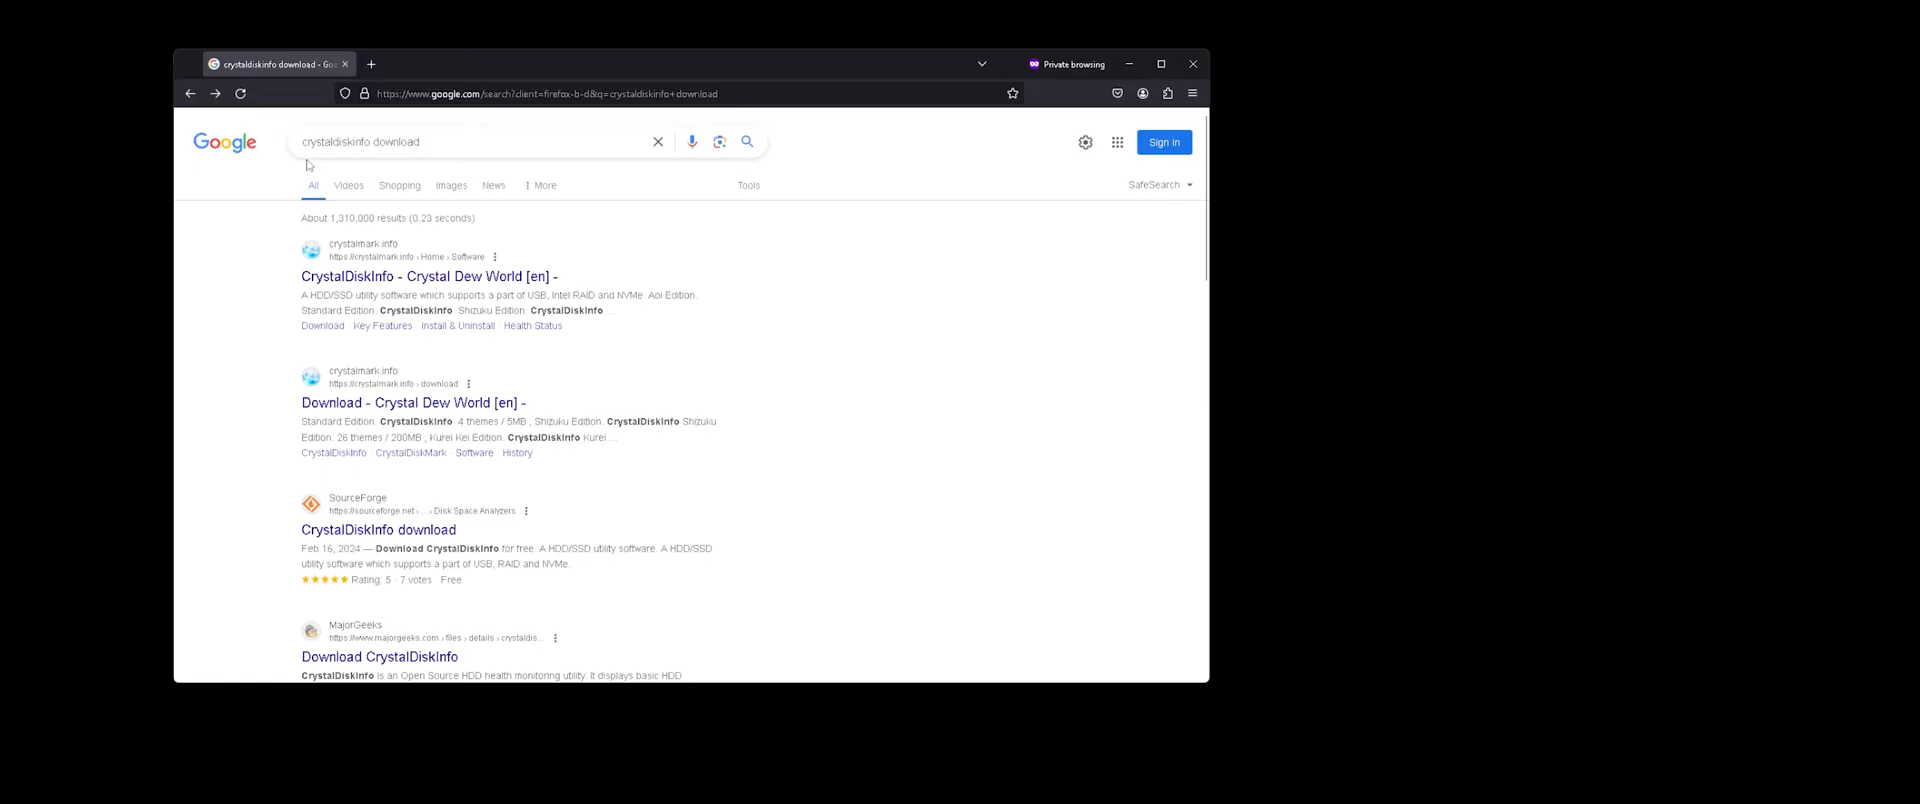 crystaldiskinfo download - Goo
Private browsing
https://www.google.com/search?client=firefox-b-d&q=crystaldiskinfo+download
Google
crystaldiskinfo download
Sign in
All
Videos
Shopping
Images
News
More
Tools
SafeSearch
About 1,310,000 results (0.23 seconds)
crystalmark.info
https://crystalmark.info › Home › Software
CrystalDiskInfo - Crystal Dew World [en] -
A HDD/SSD utility software which supports a part of USB, Intel RAID and NVMe. Aoi Edition.
Standard Edition. CrystalDiskInfo. Shizuku Edition. CrystalDiskInfo ...
Download · Key Features · Install & Uninstall · Health Status
crystalmark.info
https://crystalmark.info › download
Download - Crystal Dew World [en] -
Standard Edition. CrystalDiskInfo. 4 themes / 5MB ; Shizuku Edition. CrystalDiskInfo Shizuku
Edition. 26 themes / 200MB ; Kurei Kei Edition. CrystalDiskInfo Kurei ...
CrystalDiskInfo · CrystalDiskMark · Software · History
SourceForge
https://sourceforge.net › ... › Disk Space Analyzers
CrystalDiskInfo download
Feb 16, 2024 — Download CrystalDiskInfo for free. A HDD/SSD utility software. A HDD/SSD
utility software which supports a part of USB, RAID and NVMe.
Rating: 5 · 7 votes · Free
MajorGeeks
https://www.majorgeeks.com › files › details › crystaldis...
Download CrystalDiskInfo
CrystalDiskInfo is an Open Source HDD health monitoring utility. It displays basic HDD